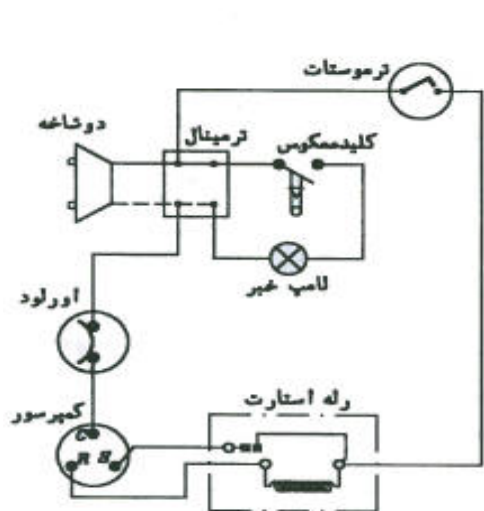 ترموستات
دوشاخه
ترمینال
کلیدمعکوس
لامپ خبر
اورلود
رله استارت
کمپرسور
C
R S